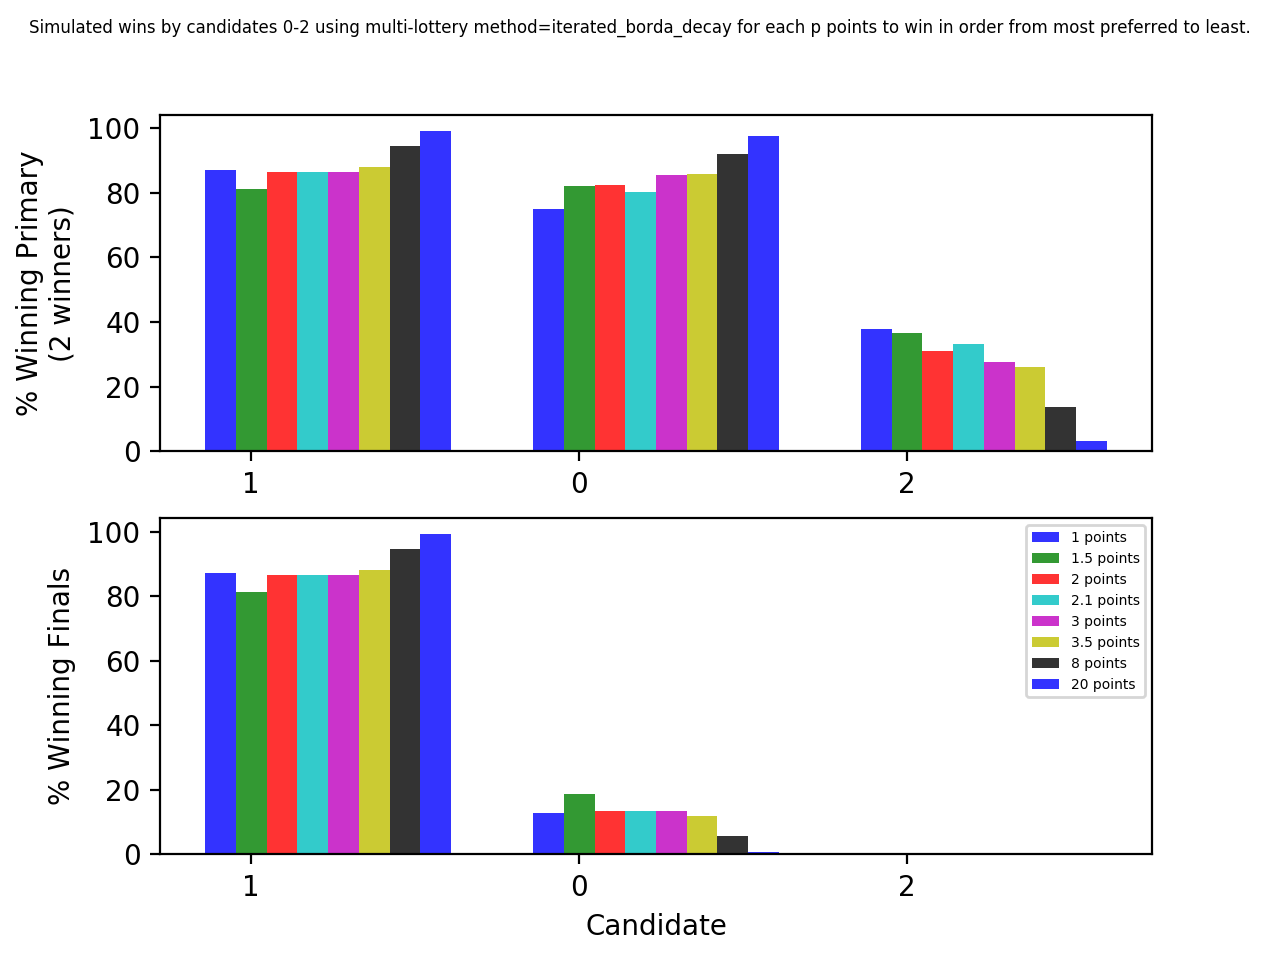 Simulated wins by candidates 0-2 using multi-lottery method=iterated_borda_decay for each p points to win in order from most preferred to least.
% Winning Primary
(2 winners)
100
80
60
40
20
0
1 0 2
% Winning Finals
100
80
60
40
20
0
1 points
1.5 points
2 points
2.1 points
3 points
3.5 points
8 points
20 points
1 0 2
Candidate